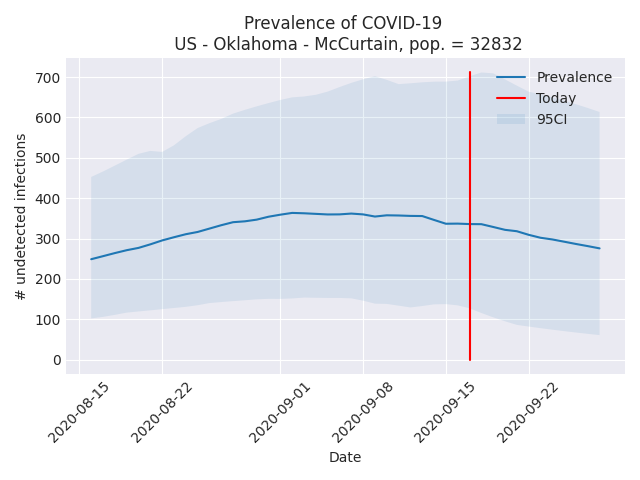 Prevalence of COVID-19
US - Oklahoma - McCurtain, pop. = 32832
Prevalence
Today
95CI
# undetected infections
700
600
500
400
300
200
100
0
2020-08-15
2020-08-22
2020-09-01
2020-09-08
2020-09-15
2020-09-22
Date